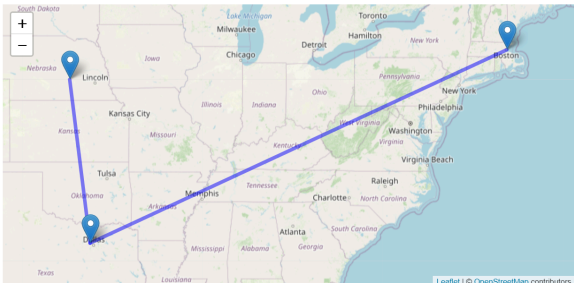 South Dakota
Lake Michigan
Toronto
+
Milwaukee
Hamilton
New York
−
Detroit
Iowa
Chicago
Boston
Nebraska
Lincoln
Pennsylvania
Ohio
New York
Illinois
Indiana
Kansas City
Philadelphia
West Virginia
Washington
Kansas
Missouri
Virginia
Kentucky
Virginia Beach
Tulsa
Raleigh
Tennessee
Oklahoma
Memphis
Charlotte
North Carolina
Arkansas
Atlanta
South Carolina
Dallas
Mississippi
Alabama
Georgia
Texas
Louisiana
Leaflet | © OpenStreetMap contributors